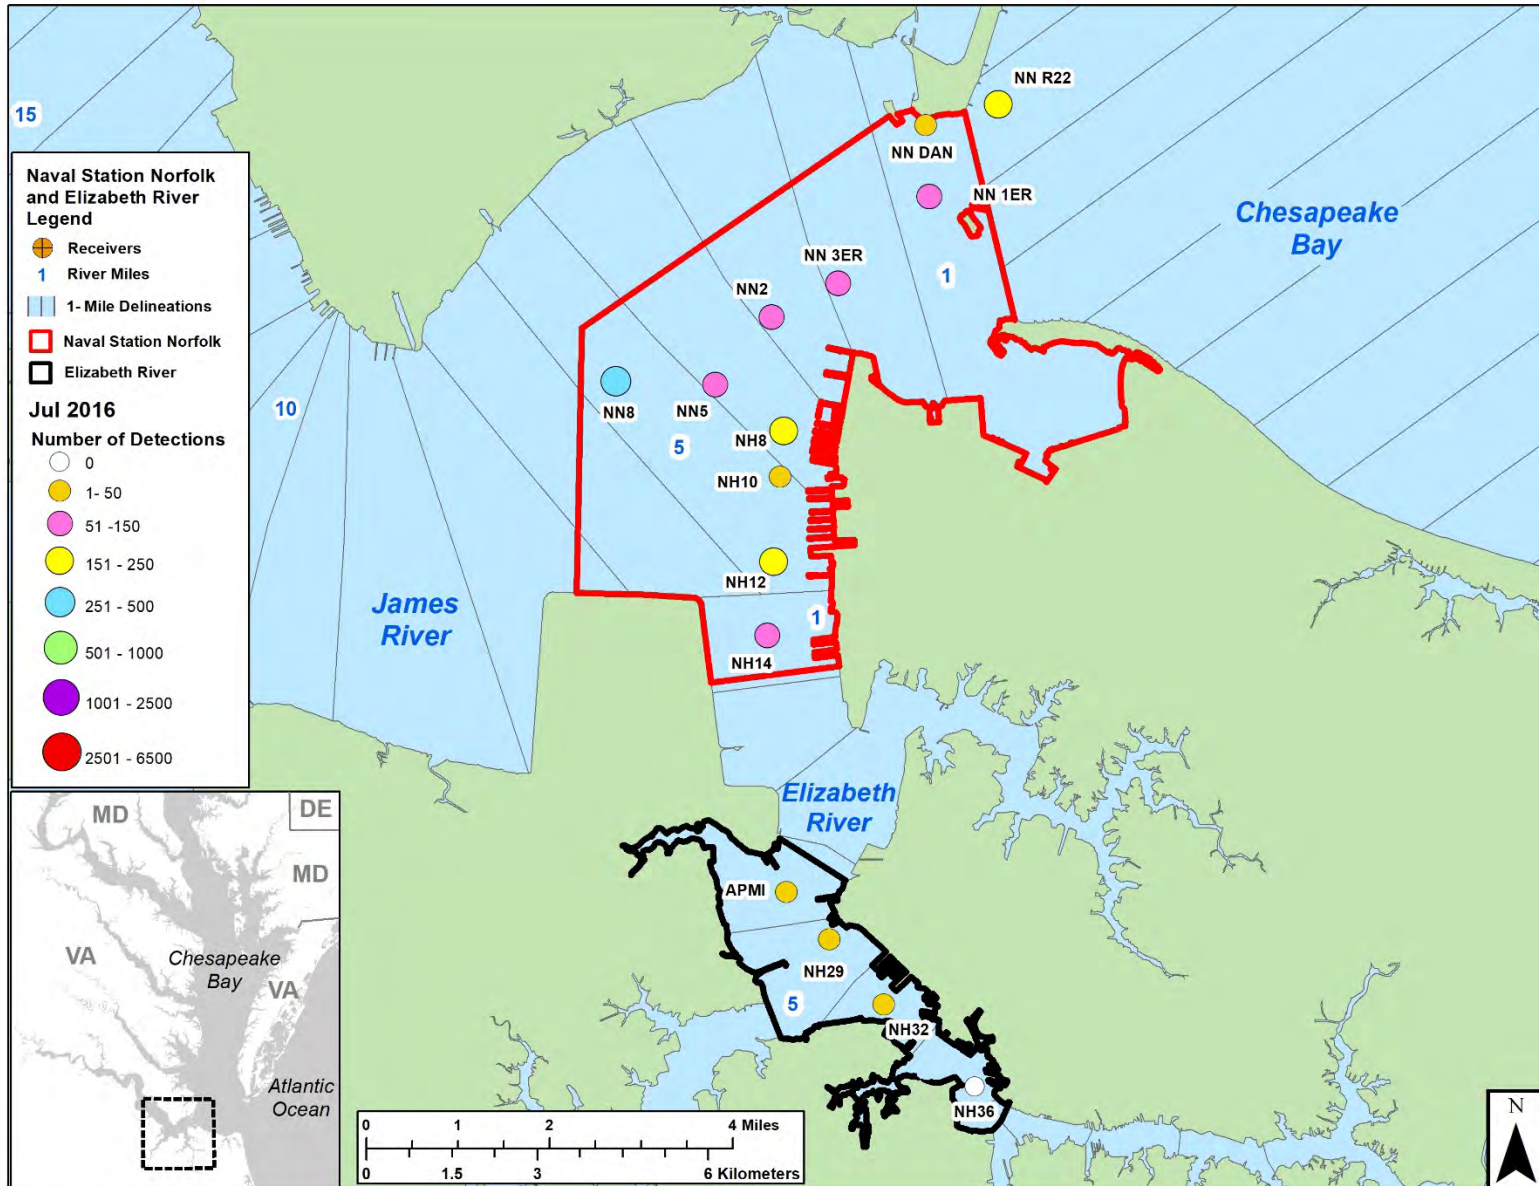 NN R22
15
NN DAN
Naval Station Norfolk
and Elizabeth River
Legend
Receivers
1 River Miles
1- Mile Delineations
Naval Station Norfolk
Elizabeth River
Jul 2016
Number of Detections
0
1- 50
51 -150
151 - 250
251 - 500
501 - 1000
1001 - 2500
2501 - 6500
NN 1ER
Chesapeake
Bay
NN 3ER
1
NN2
NN8
NN5
10
NH8
5
NH10
NH12
James
River
1
NH14
Elizabeth
River
APMI
NH29
5
NH32
NH36
MD
DE
MD
VA
Chesapeake
Bay
VA
Atlantic
Ocean
0 1 2 4 Miles
0 1.5 3 6 Kilometers
N